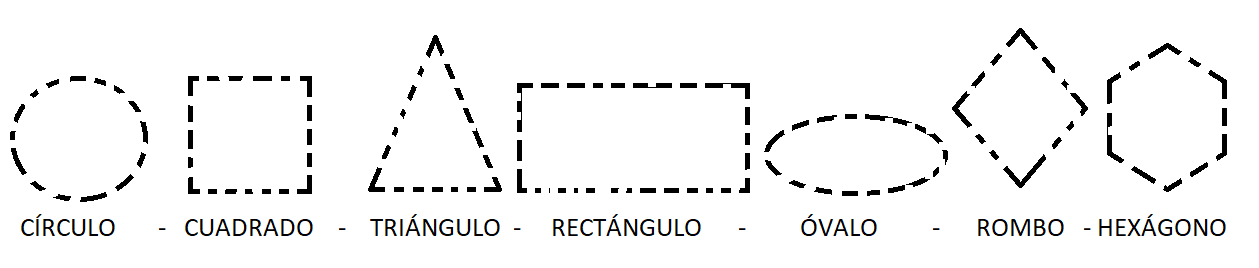 CÍRCULO - CUADRADO - TRIÁNGULO - RECTÁNGULO - ÓVALO - ROMBO - HEXÁGONO